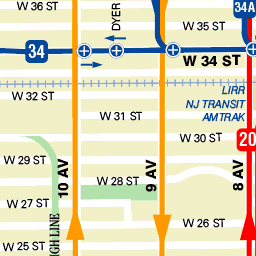 W 36 ST
34A
DYER
W 35 ST
34
W 34 ST
LIRR
NJ TRANSIT
AMTRAK
W 32 ST
W 31 ST
W 30 ST
20
W 29 ST
10 AV
9 AV
8 AV
W 28 ST
W 27 ST
HIGH LINE
W 26 ST
W 25 ST